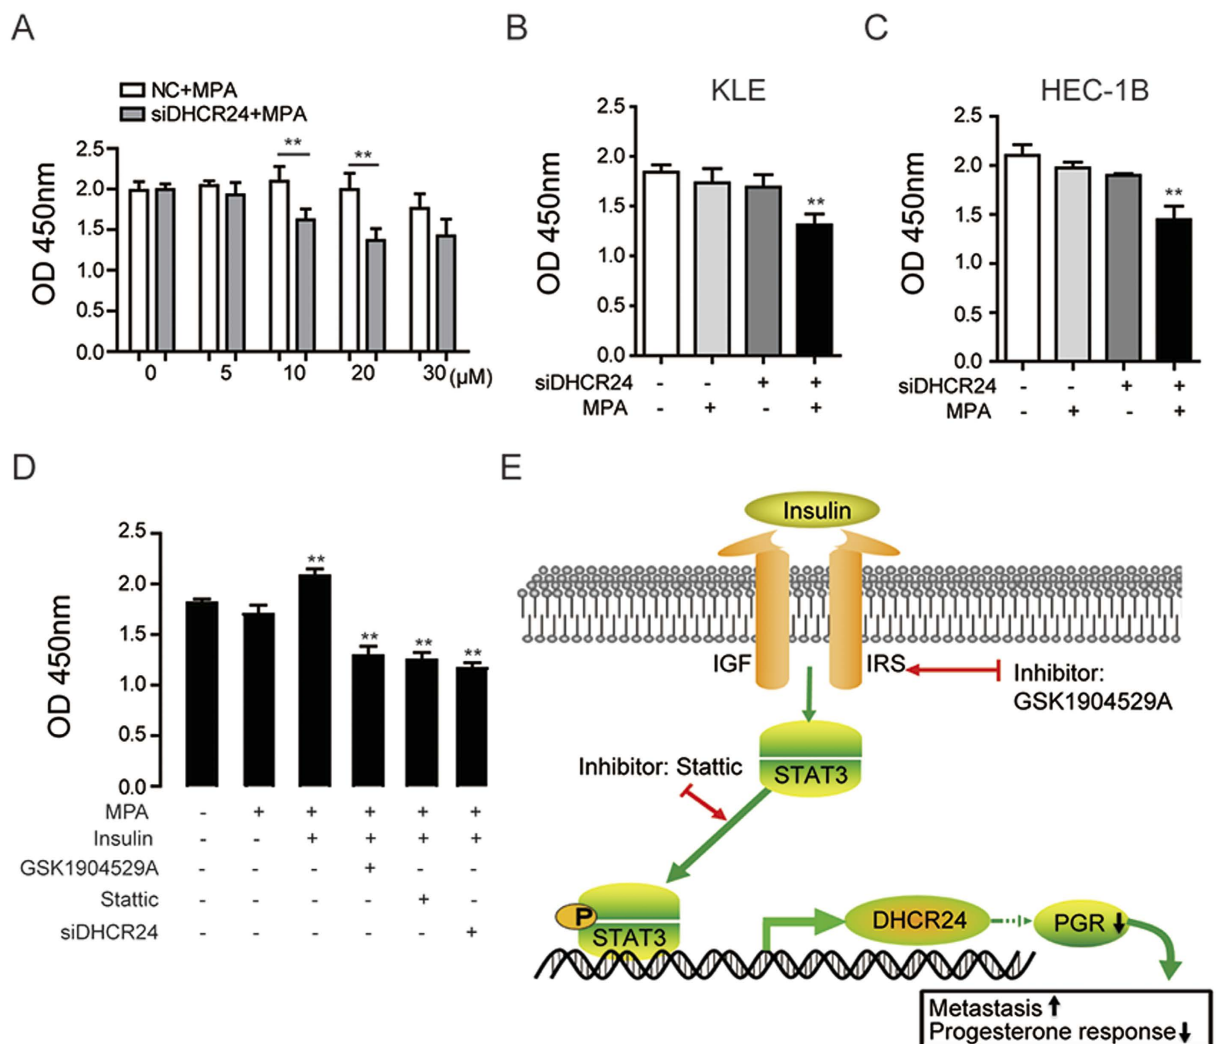 A
NC+MPA
siDHCR24+MPA
OD 450nm
2.5
2.0
1.5
1.0
0.5
0.0
** **
0 5 10 20 30 (μM)
B
KLE
OD 450nm
2.5
2.0
1.5
1.0
0.5
0.0
**
siDHCR24 - - + +
MPA - + - +
C
HEC-1B
OD 450nm
2.5
2.0
1.5
1.0
0.5
0.0
**
siDHCR24 - - + +
MPA - + - +
D
OD 450nm
2.5
2.0
1.5
1.0
0.5
0.0
** ** ** **
MPA - + + + + +
Insulin - - + + + +
GSK1904529A - - - + - -
Stattic - - - - + -
siDHCR24 - - - - - +
E
Insulin
IGF
IRS
Inhibitor:
GSK1904529A
STAT3
Inhibitor: Stattic
P
STAT3
DHCR24
PGR ↓
Metastasis ↑
Progesterone response ↓